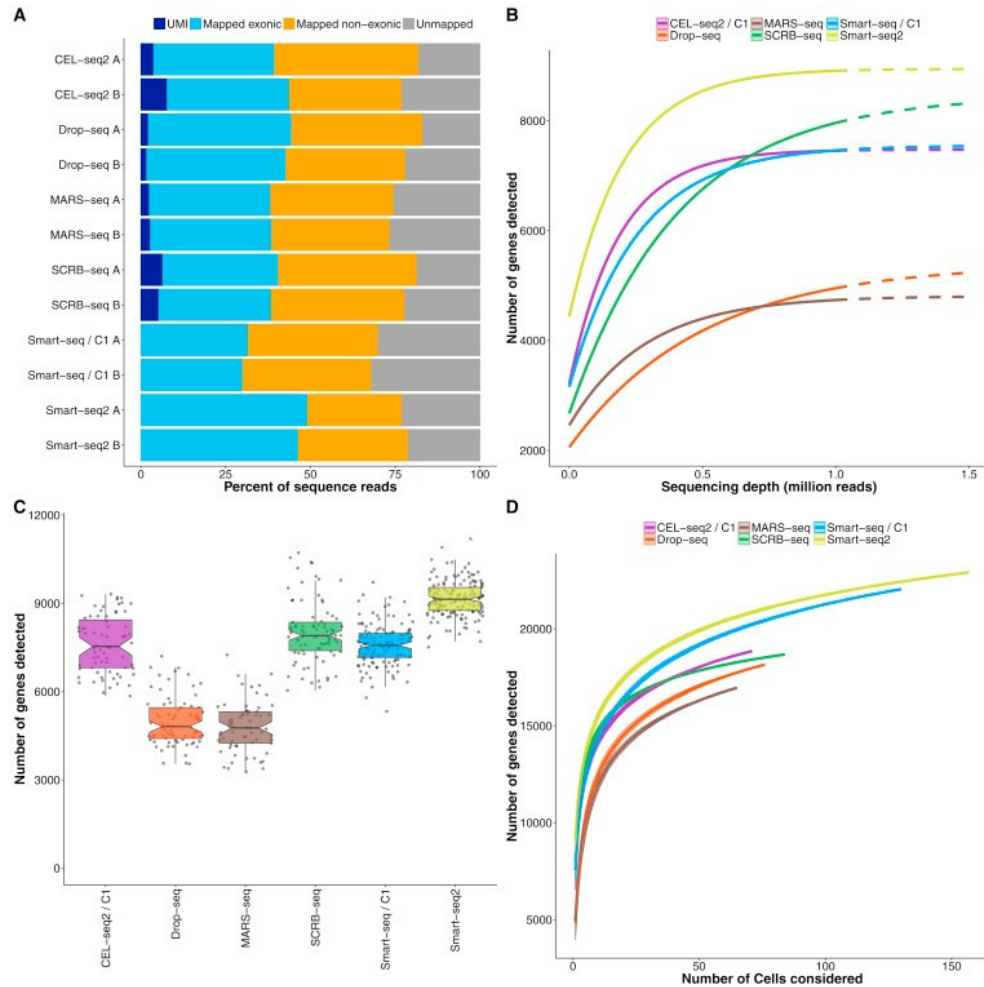 A
UMI Mapped exonic Mapped non-exonic Unmapped
CEL-seq2 A
CEL-seq2 B
Drop-seq A
Drop-seq B
MARS-seq A
MARS-seq B
SCRB-seq A
SCRB-seq B
Smart-seq / C1 A
Smart-seq / C1 B
Smart-seq2 A
Smart-seq2 B
0 25 50 75 100
Percent of sequence reads
B
CEL-seq2 / C1 MARS-seq Smart-seq / C1
Drop-seq SCRB-seq Smart-seq2
Number of genes detected
8000
6000
4000
2000
0.0 0.5 1.0 1.5
Sequencing depth (million reads)
C
Number of genes detected
12000
9000
6000
3000
0
CEL-seq2 / C1
Drop-seq
MARS-seq
SCRB-seq
Smart-seq / C1
Smart-seq2
D
CEL-seq2 / C1 MARS-seq Smart-seq / C1
Drop-seq SCRB-seq Smart-seq2
Number of genes detected
20000
15000
10000
5000
0 50 100 150
Number of Cells considered